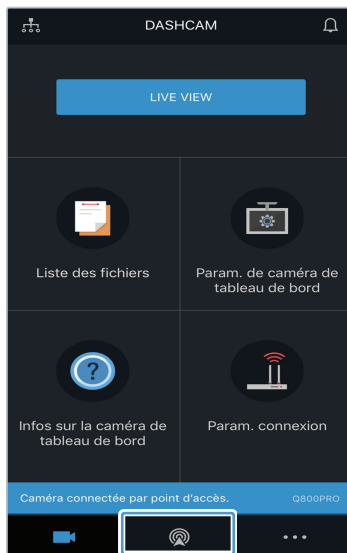 DASHCAM
LIVE VIEW
Liste des fichiers
Param. de caméra de
tableau de bord
?
Infos sur la caméra de
tableau de bord
Param. connexion
Caméra connectée par point d'accès. Q800PRO